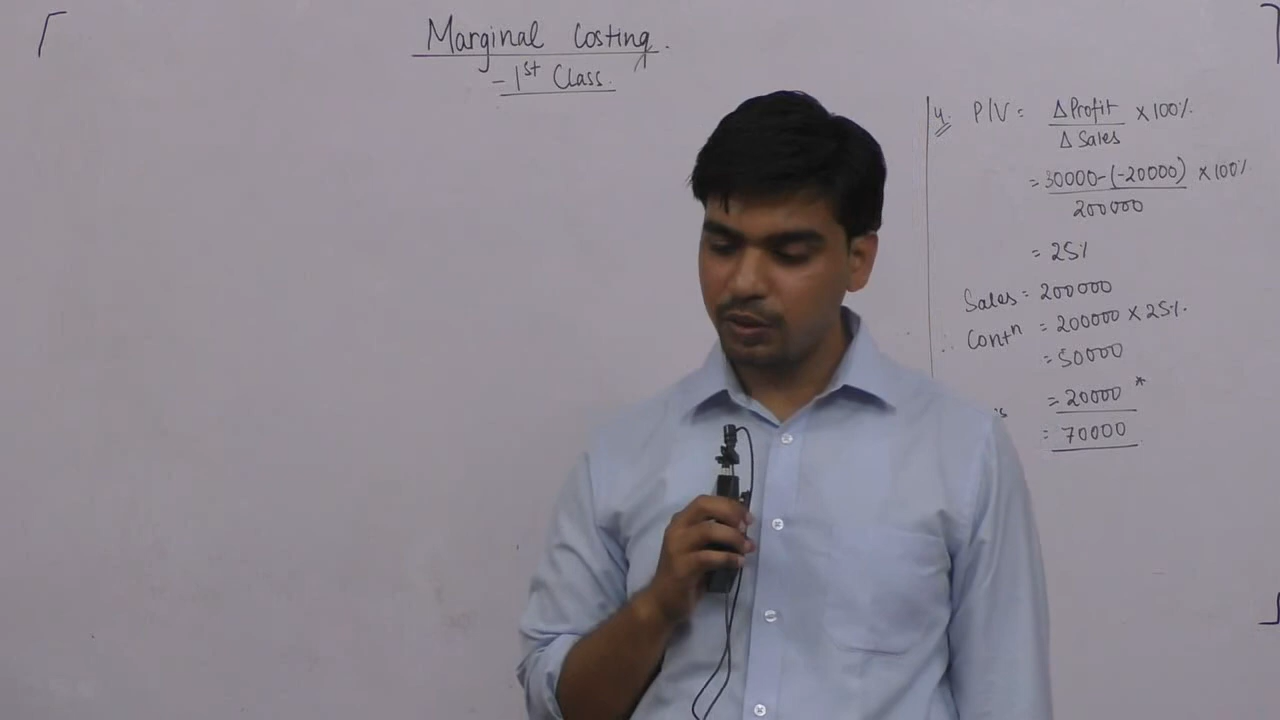 Marginal Costing.
- 1st Class.
4. P/V = ΔProfit / ΔSales × 100%
= 30000-(-20000) / 200000 × 100%
= 25%
Sales = 200000
∴ Contn = 200000 × 25%.
= 50000
= 20000 *
= 70000